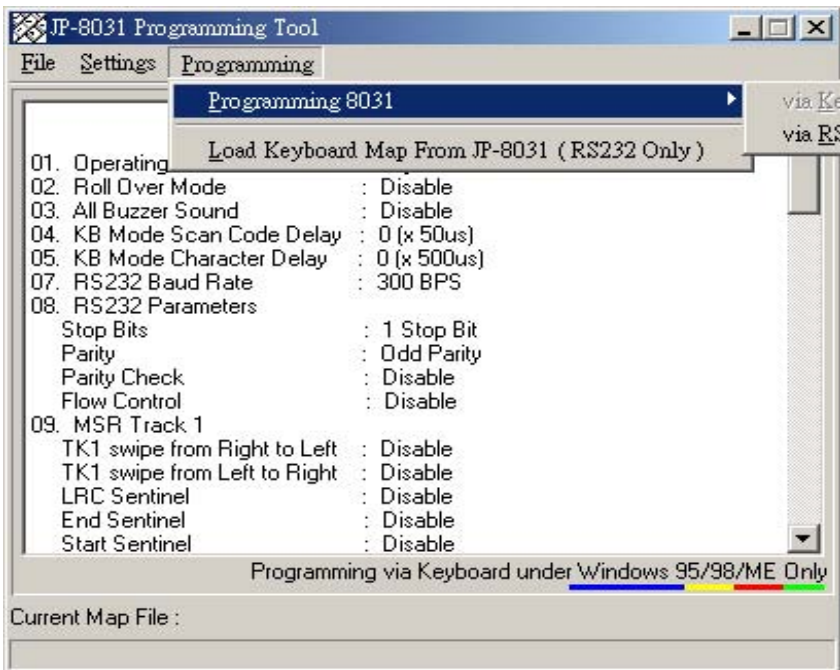 JP-8031 Programming Tool
File Settings Programming
Programming 8031
Load Keyboard Map From JP-8031 ( RS232 Only )
via
via
01. Operating
02. Roll Over Mode : Disable
03. All Buzzer Sound : Disable
04. KB Mode Scan Code Delay : 0 (x 50us)
05. KB Mode Character Delay : 0 (x 500us)
07. RS232 Baud Rate : 300 BPS
08. RS232 Parameters
Stop Bits : 1 Stop Bit
Parity : Odd Parity
Parity Check : Disable
Flow Control : Disable
09. MSR Track 1
TK1 swipe from Right to Left : Disable
TK1 swipe from Left to Right : Disable
LRC Sentinel : Disable
End Sentinel : Disable
Start Sentinel : Disable
Programming via Keyboard under Windows 95/98/ME Only
Current Map File :